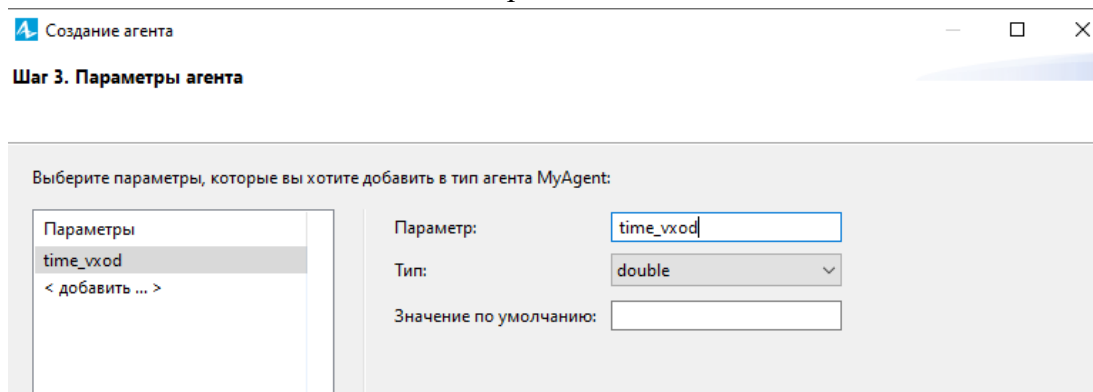 Создание агента
Шаг 3. Параметры агента
Выберите параметры, которые вы хотите добавить в тип агента MyAgent:
Параметры
time_vxod
< добавить ... >
Параметр: time_vxod
Тип: double
Значение по умолчанию: